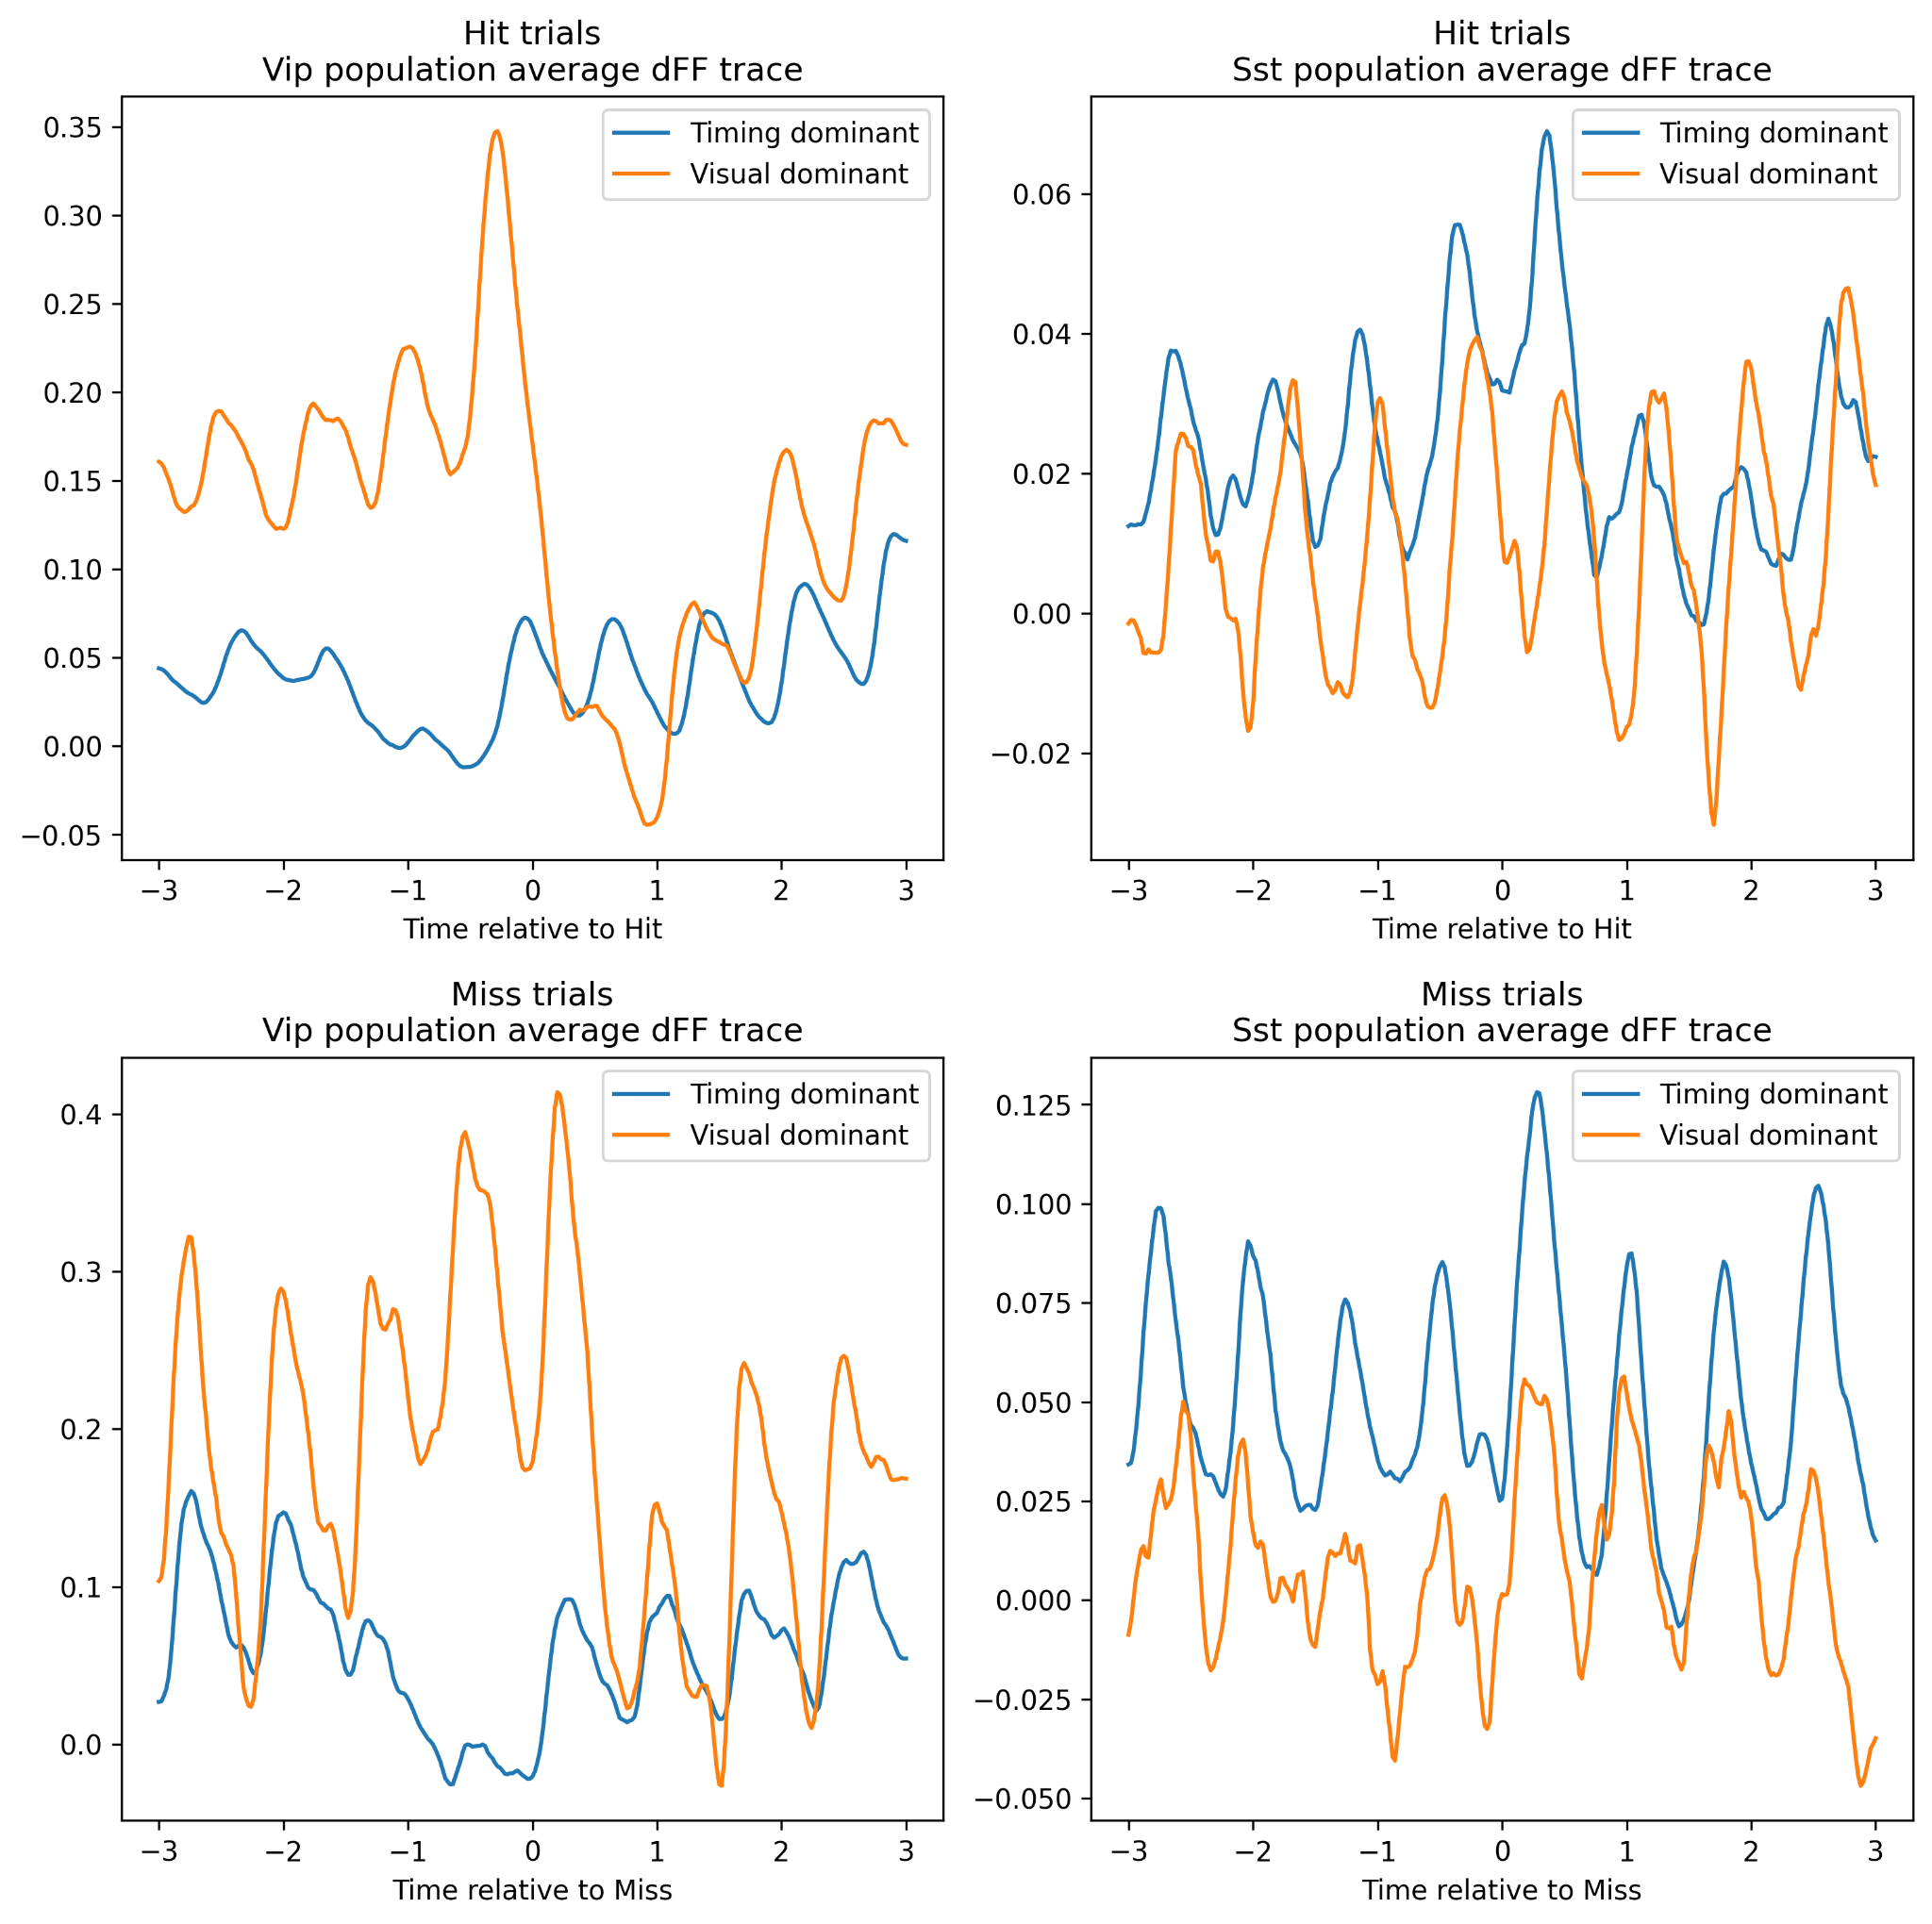 Hit trials
Vip population average dFF trace
Timing dominant
Visual dominant
0.35
0.30
0.25
0.20
0.15
0.10
0.05
0.00
−0.05
−3 −2 −1 0 1 2 3
Time relative to Hit
Hit trials
Sst population average dFF trace
Timing dominant
Visual dominant
0.06
0.04
0.02
0.00
−0.02
−3 −2 −1 0 1 2 3
Time relative to Hit
Miss trials
Vip population average dFF trace
Timing dominant
Visual dominant
0.4
0.3
0.2
0.1
0.0
−3 −2 −1 0 1 2 3
Time relative to Miss
Miss trials
Sst population average dFF trace
Timing dominant
Visual dominant
0.125
0.100
0.075
0.050
0.025
0.000
−0.025
−0.050
−3 −2 −1 0 1 2 3
Time relative to Miss